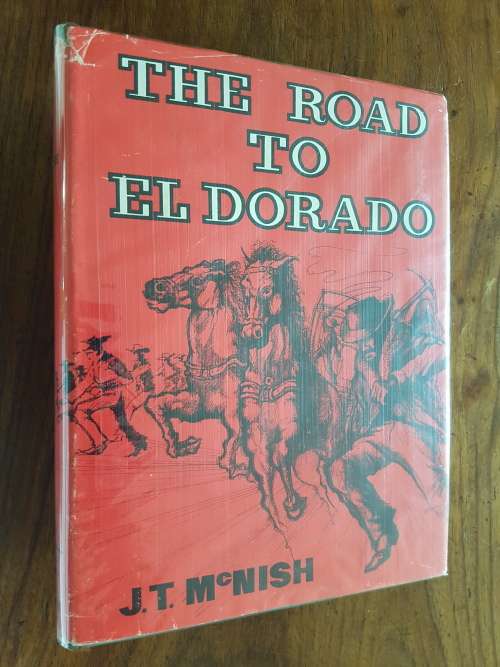 THE ROAD
TO
EL DORADO
J.T. McNISH